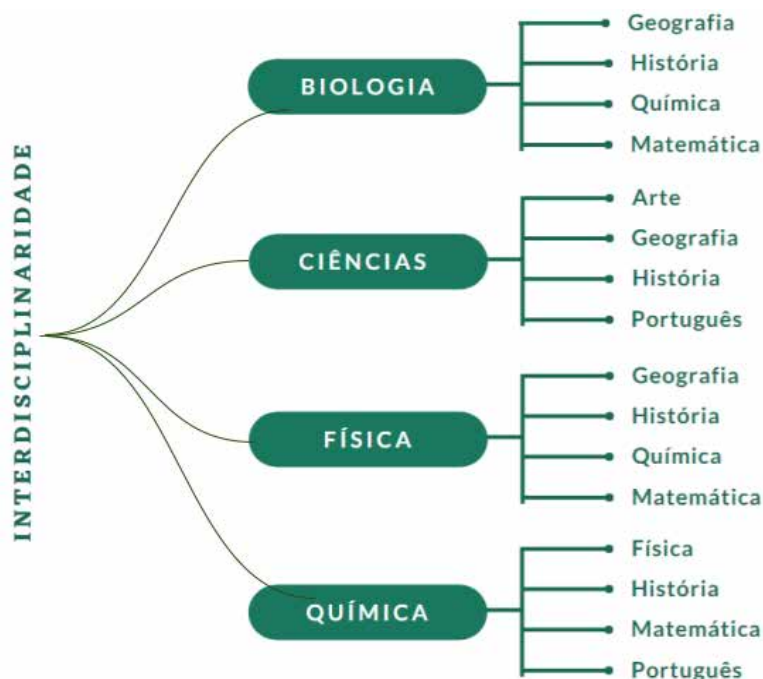 INTERDISCIPLINARIDADE
BIOLOGIA
Geografia
História
Química
Matemática
CIÊNCIAS
Arte
Geografia
História
Português
FÍSICA
Geografia
História
Química
Matemática
QUÍMICA
Física
História
Matemática
Português